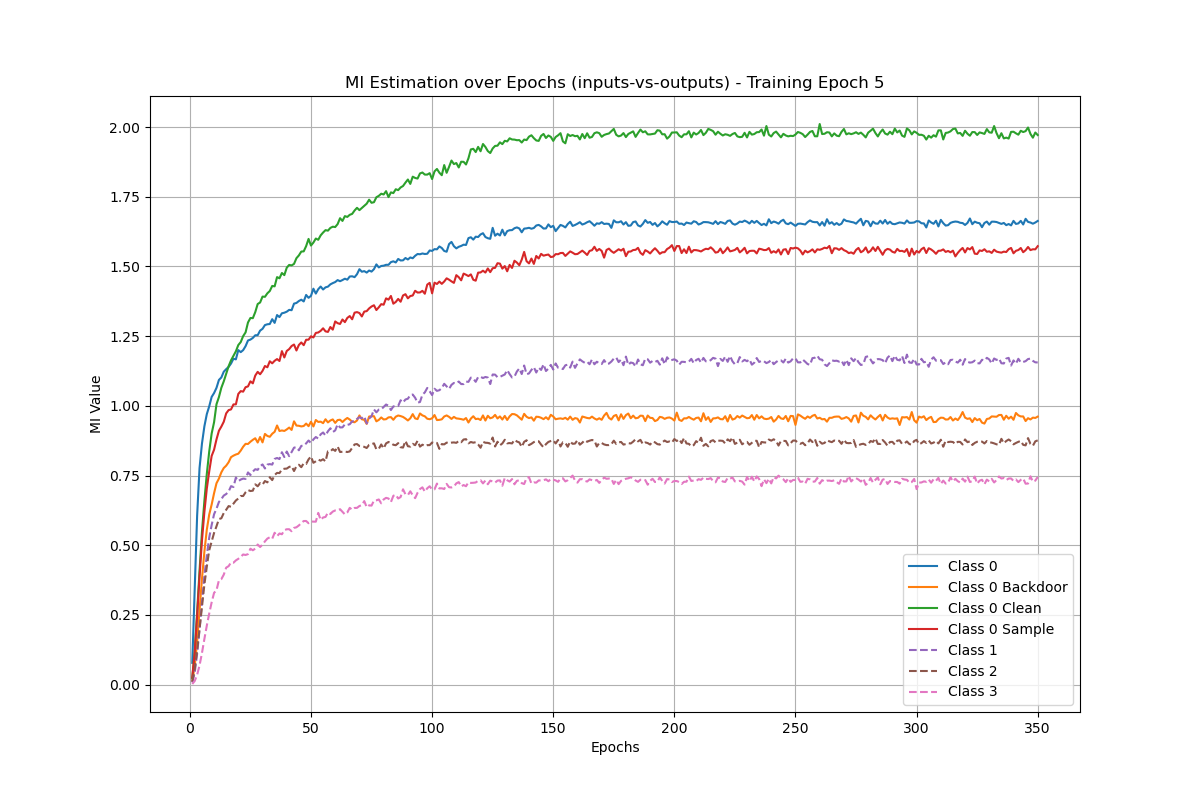 MI Estimation over Epochs (inputs-vs-outputs) - Training Epoch 5
MI Value
2.00
1.75
1.50
1.25
1.00
0.75
0.50
0.25
0.00
Class 0
Class 0 Backdoor
Class 0 Clean
Class 0 Sample
Class 1
Class 2
Class 3
0 50 100 150 200 250 300 350
Epochs